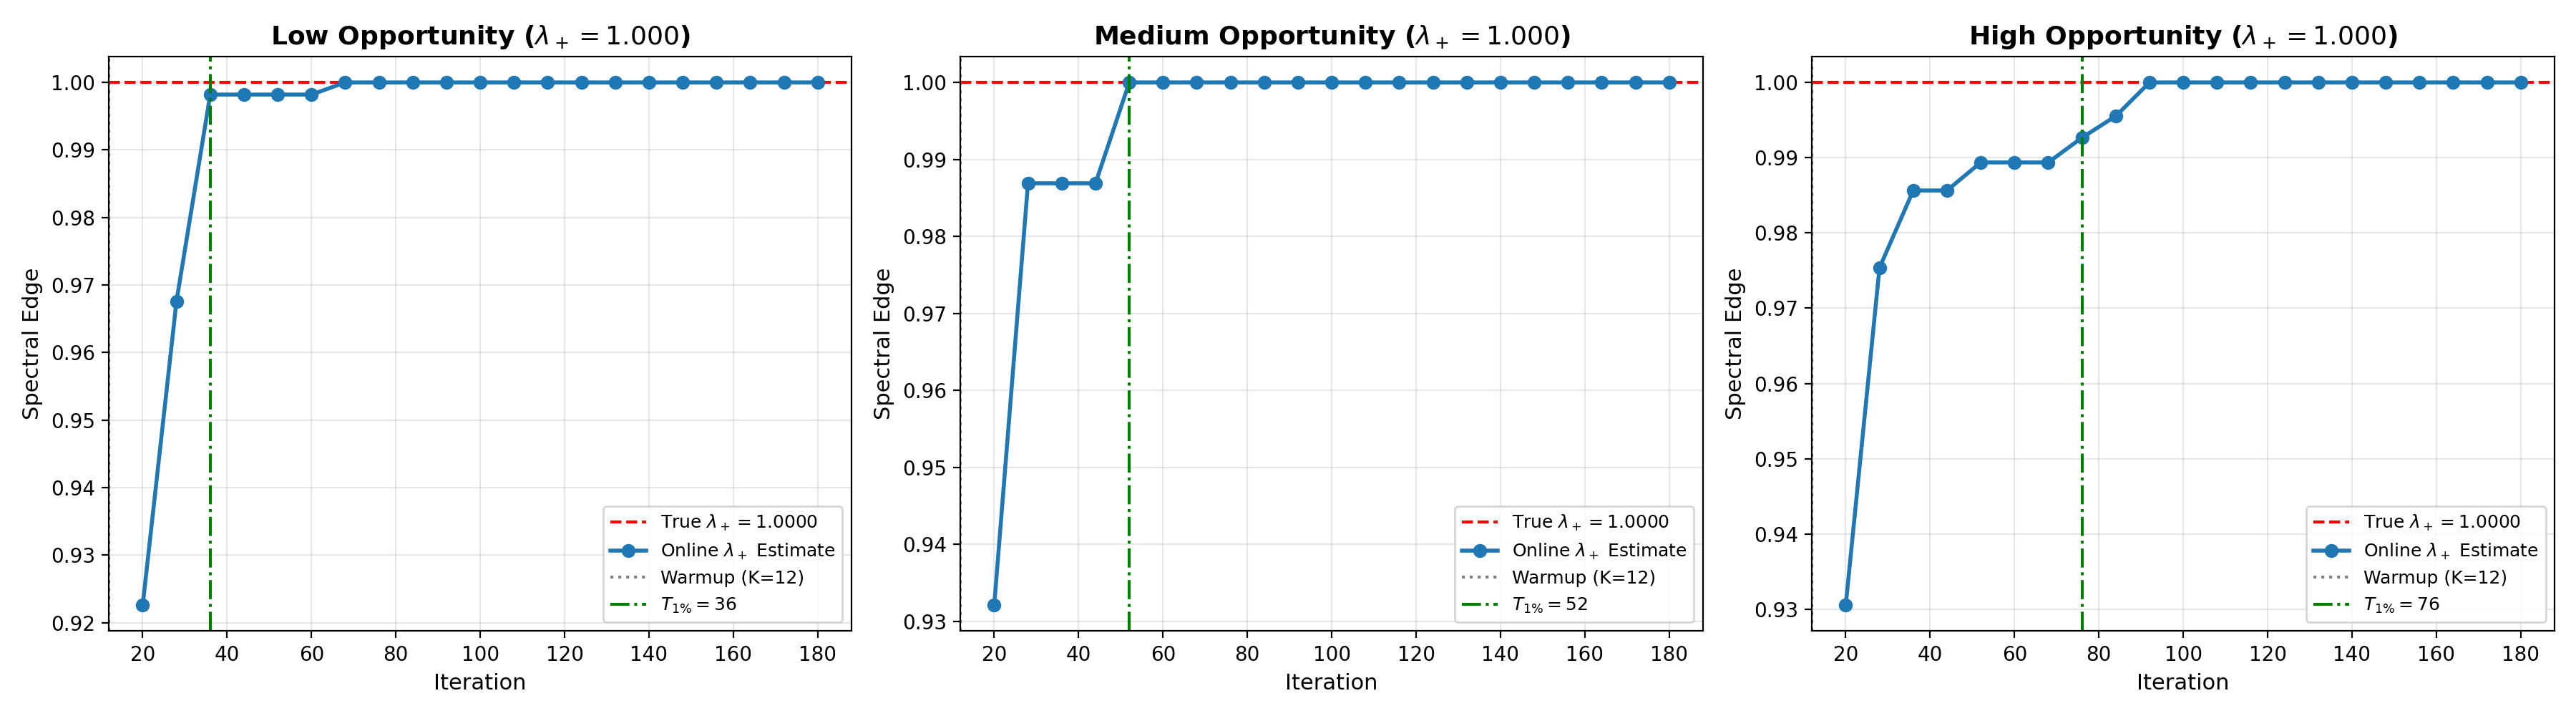 Low Opportunity (λ₊ = 1.000)
Spectral Edge
1.00
0.99
0.98
0.97
0.96
0.95
0.94
0.93
0.92
20 40 60 80 100 120 140 160 180
Iteration
True λ₊ = 1.0000
Online λ₊ Estimate
Warmup (K=12)
T₁% = 36
Medium Opportunity (λ₊ = 1.000)
Spectral Edge
1.00
0.99
0.98
0.97
0.96
0.95
0.94
0.93
20 40 60 80 100 120 140 160 180
Iteration
True λ₊ = 1.0000
Online λ₊ Estimate
Warmup (K=12)
T₁% = 52
High Opportunity (λ₊ = 1.000)
Spectral Edge
1.00
0.99
0.98
0.97
0.96
0.95
0.94
0.93
20 40 60 80 100 120 140 160 180
Iteration
True λ₊ = 1.0000
Online λ₊ Estimate
Warmup (K=12)
T₁% = 76